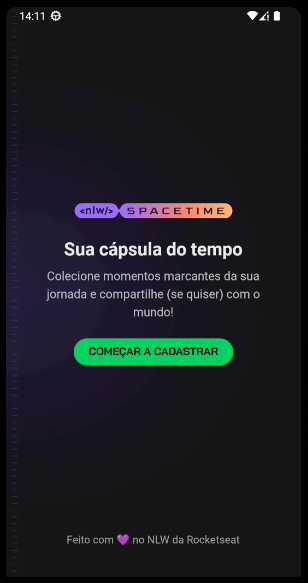 14:11
<nlw/> SPACETIME
Sua cápsula do tempo
Colecione momentos marcantes da sua
jornada e compartilhe (se quiser) com o
mundo!
COMEÇAR A CADASTRAR
Feito com 💜 no NLW da Rocketseat